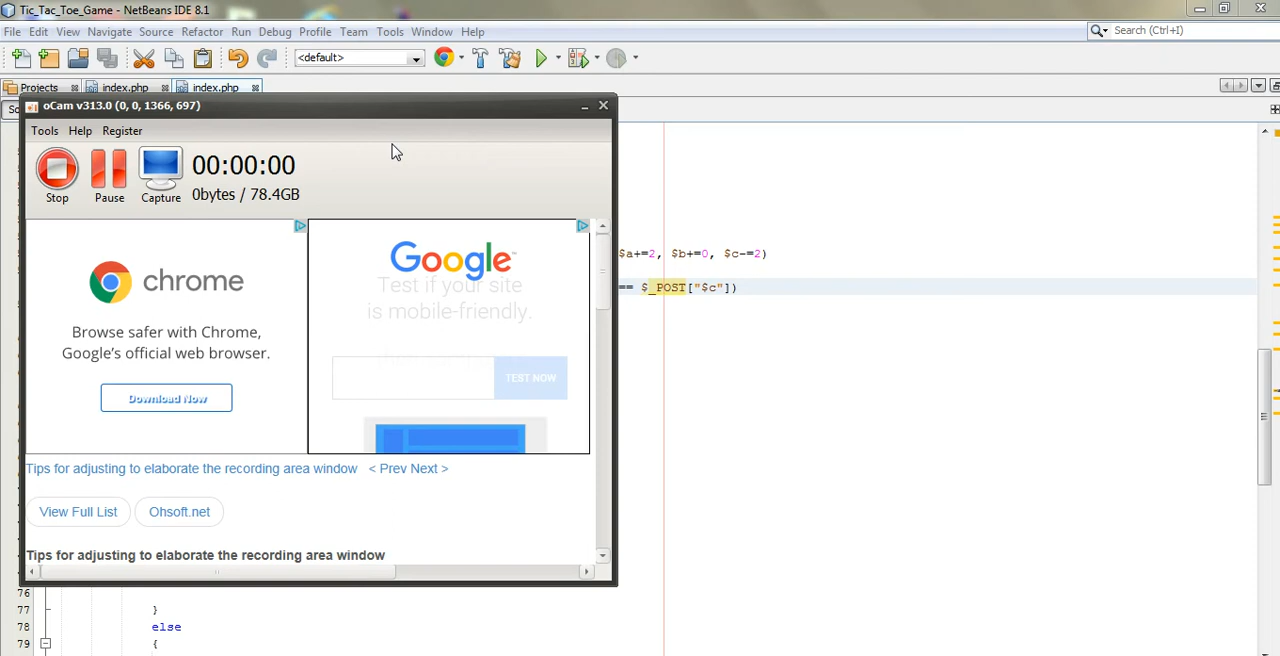 Tic_Tac_Toe_Game - NetBeans IDE 8.1
File Edit View Navigate Source Refactor Run Debug Profile Team Tools Window Help
Search (Ctrl+I)
<default>
Projects index.php index.php
oCam v313.0 (0, 0, 1366, 697)
Tools Help Register
00:00:00
0bytes / 78.4GB
Stop Pause Capture
chrome
Browse safer with Chrome,
Google's official web browser.
Download Now
Google
Test if your site
is mobile-friendly.
TEST NOW
$a+=2, $b+=0, $c-=2)
== $_POST["$c"])
Tips for adjusting to elaborate the recording area window < Prev Next >
View Full List Ohsoft.net
Tips for adjusting to elaborate the recording area window
76
77 }
78 else
79 {